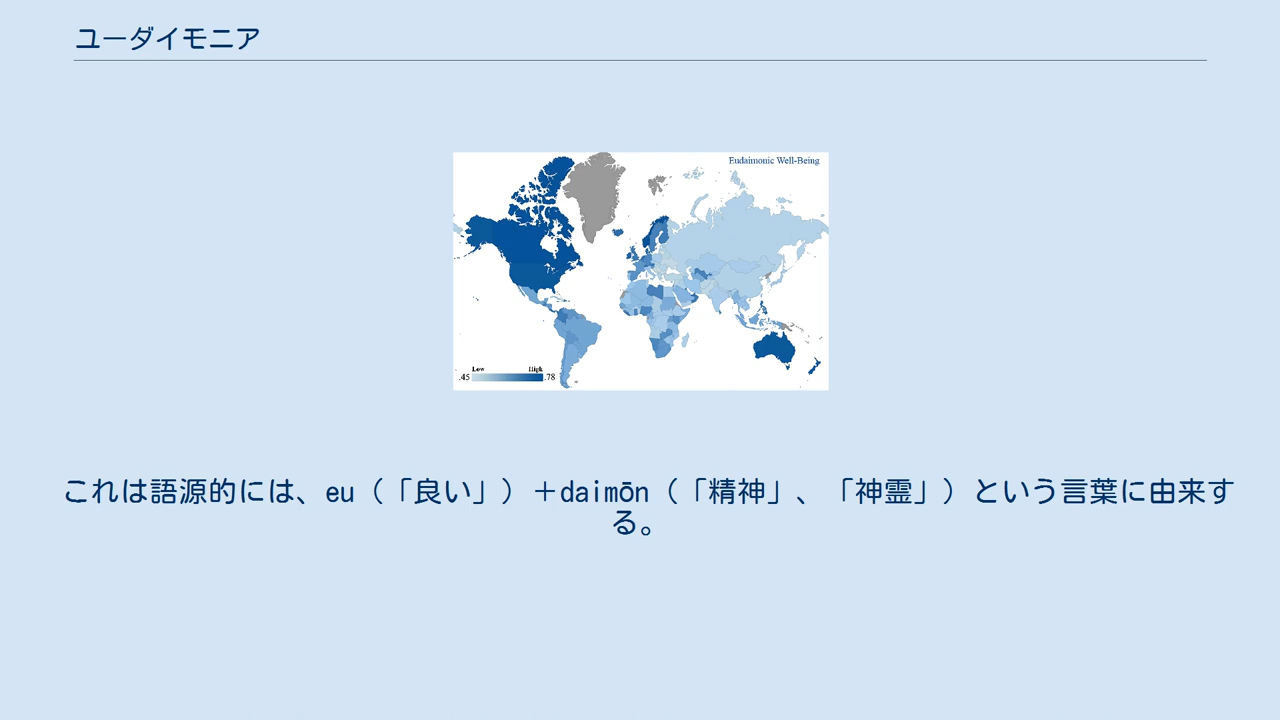 ユーダイモニア
Eudaimonic Well-Being
Low High
.45 .78
これは語源的には、eu（「良い」）＋daimōn（「精神」、「神霊」）という言葉に由来す
る。